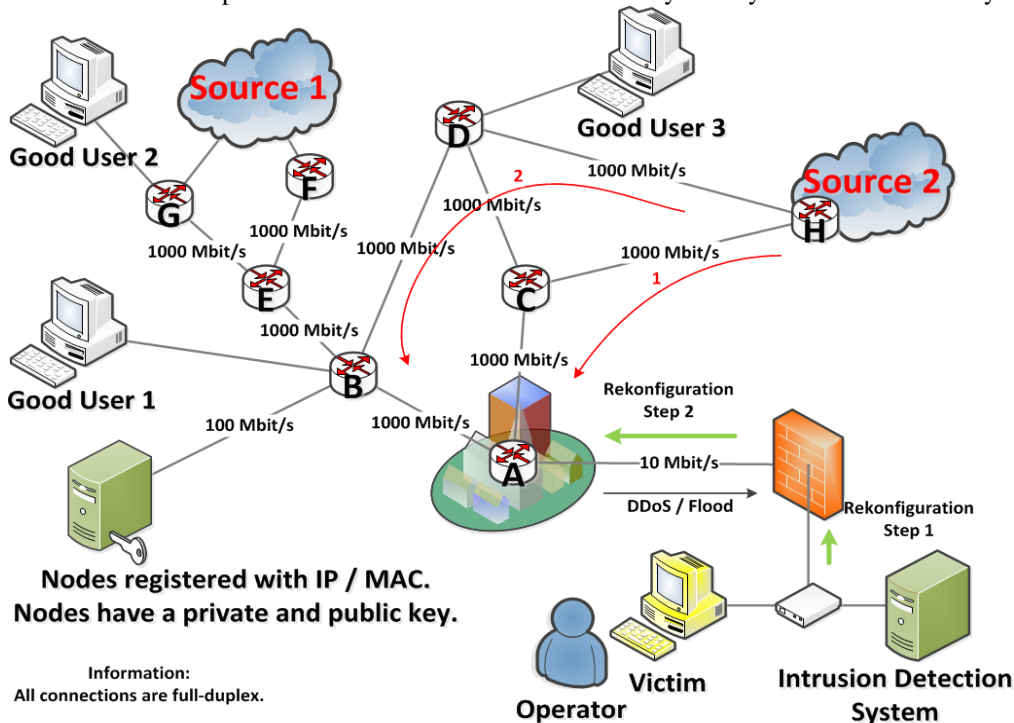 Source 1
Good User 2
Good User 3
D
F
G
1000 Mbit/s
2
Source 2
H
1000 Mbit/s
1000 Mbit/s
1000 Mbit/s
1000 Mbit/s
1000 Mbit/s
1
E
C
1000 Mbit/s
1000 Mbit/s
Good User 1
B
100 Mbit/s
1000 Mbit/s
Rekonfiguration
Step 2
A
10 Mbit/s
DDoS / Flood
Rekonfiguration
Step 1
Nodes registered with IP / MAC.
Nodes have a private and public key.
Information:
All connections are full-duplex.
Operator
Victim
Intrusion Detection
System